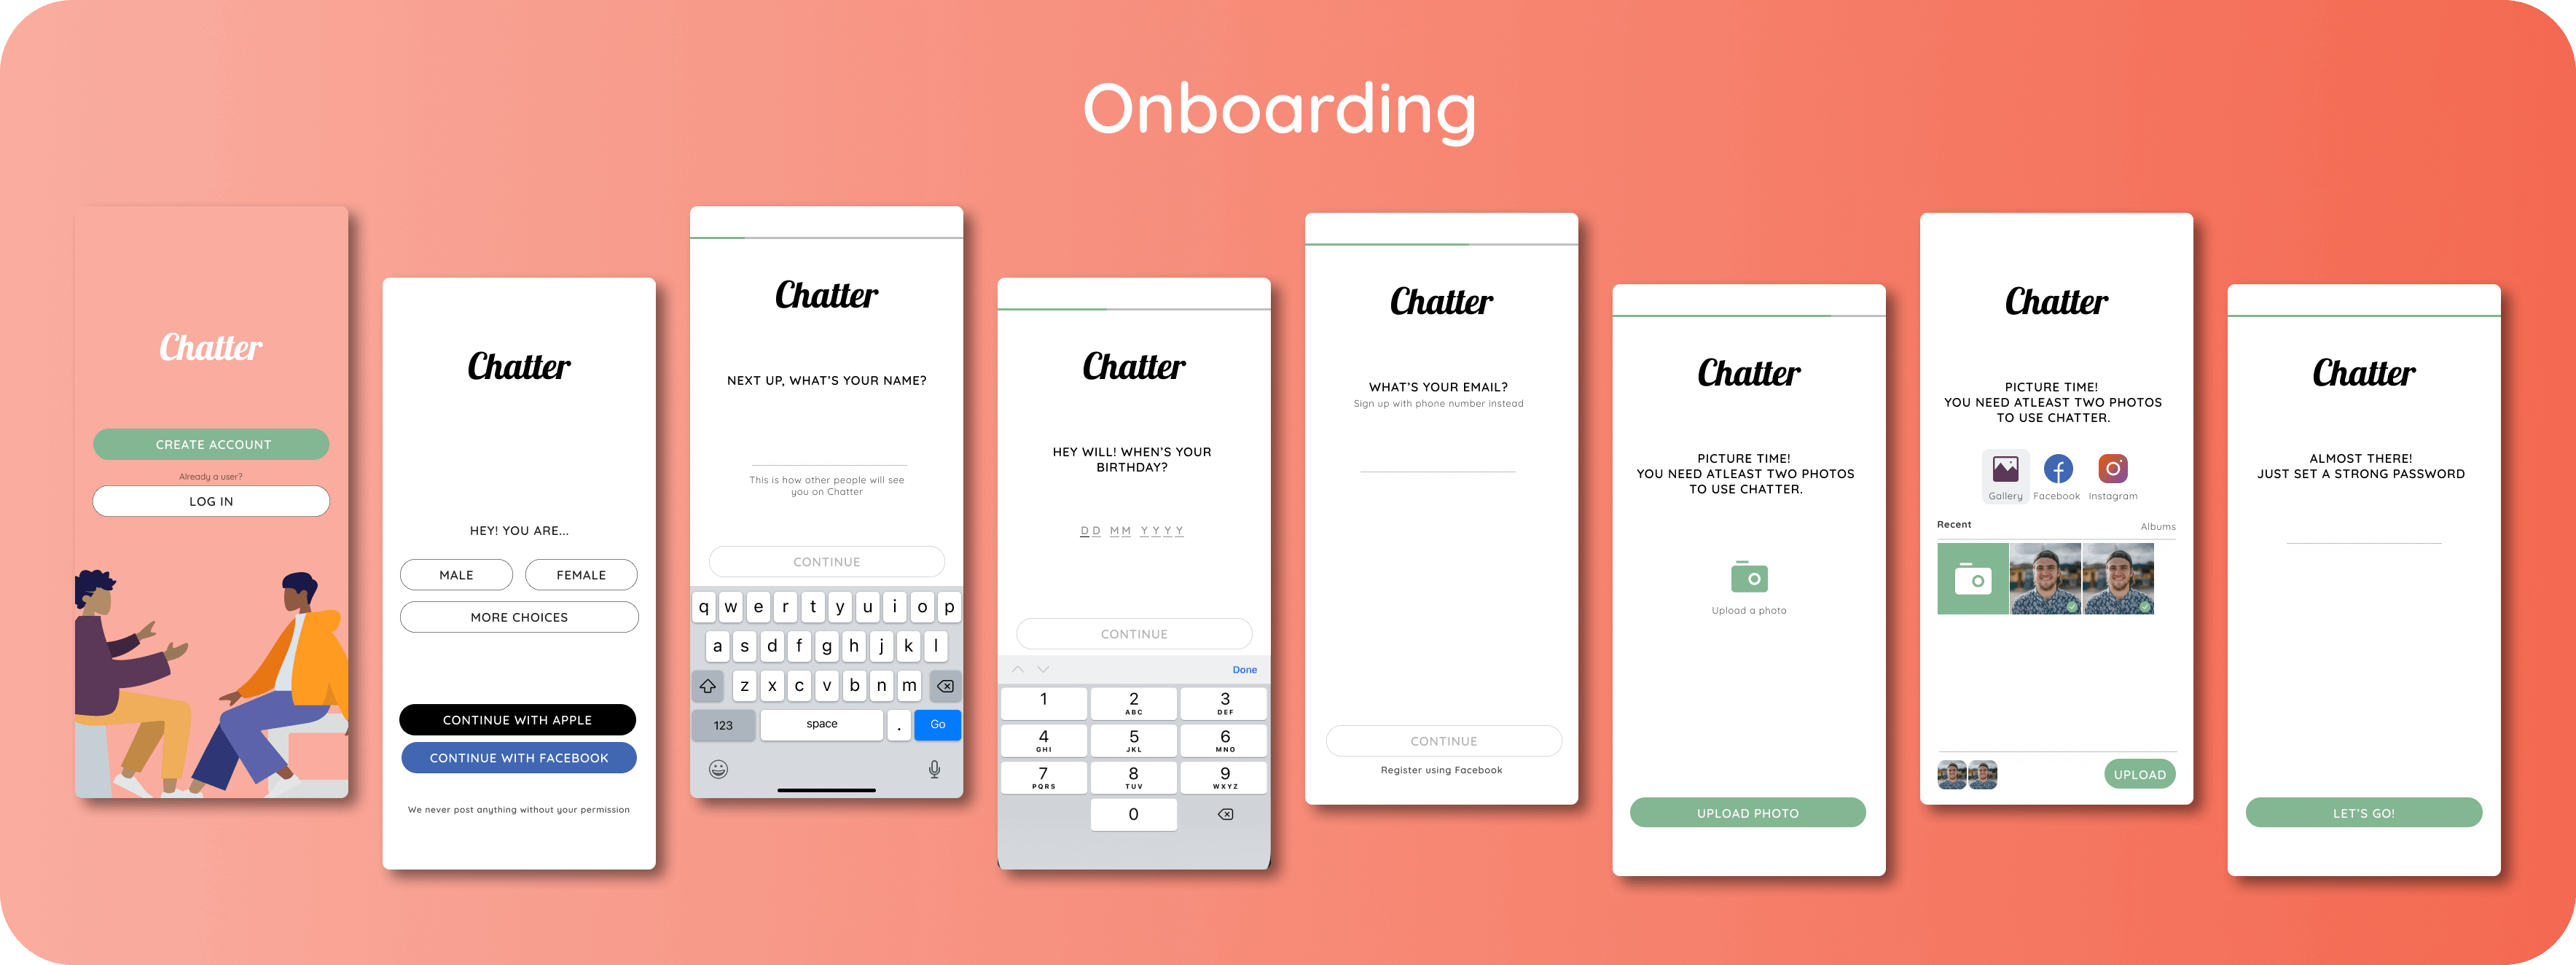 Onboarding
Chatter
CREATE ACCOUNT
Already a user?
LOG IN
Chatter
HEY! YOU ARE...
MALE
FEMALE
MORE CHOICES
CONTINUE WITH APPLE
CONTINUE WITH FACEBOOK
We never post anything without your permission
Chatter
NEXT UP, WHAT'S YOUR NAME?
This is how other people will see
you on Chatter
CONTINUE
q w e r t y u i o p
a s d f g h j k l
z x c v b n m
123 space . Go
Chatter
HEY WILL! WHEN'S YOUR
BIRTHDAY?
DD MM YYYY
CONTINUE
Done
1 2 3
ABC DEF
4 5 6
GHI JKL MNO
7 8 9
PQRS TUV WXYZ
0
Chatter
WHAT'S YOUR EMAIL?
Sign up with phone number instead
CONTINUE
Register using Facebook
Chatter
PICTURE TIME!
YOU NEED ATLEAST TWO PHOTOS
TO USE CHATTER.
Upload a photo
UPLOAD PHOTO
Chatter
PICTURE TIME!
YOU NEED ATLEAST TWO PHOTOS
TO USE CHATTER.
Gallery Facebook Instagram
Recent
Albums
UPLOAD
Chatter
ALMOST THERE!
JUST SET A STRONG PASSWORD
LET'S GO!